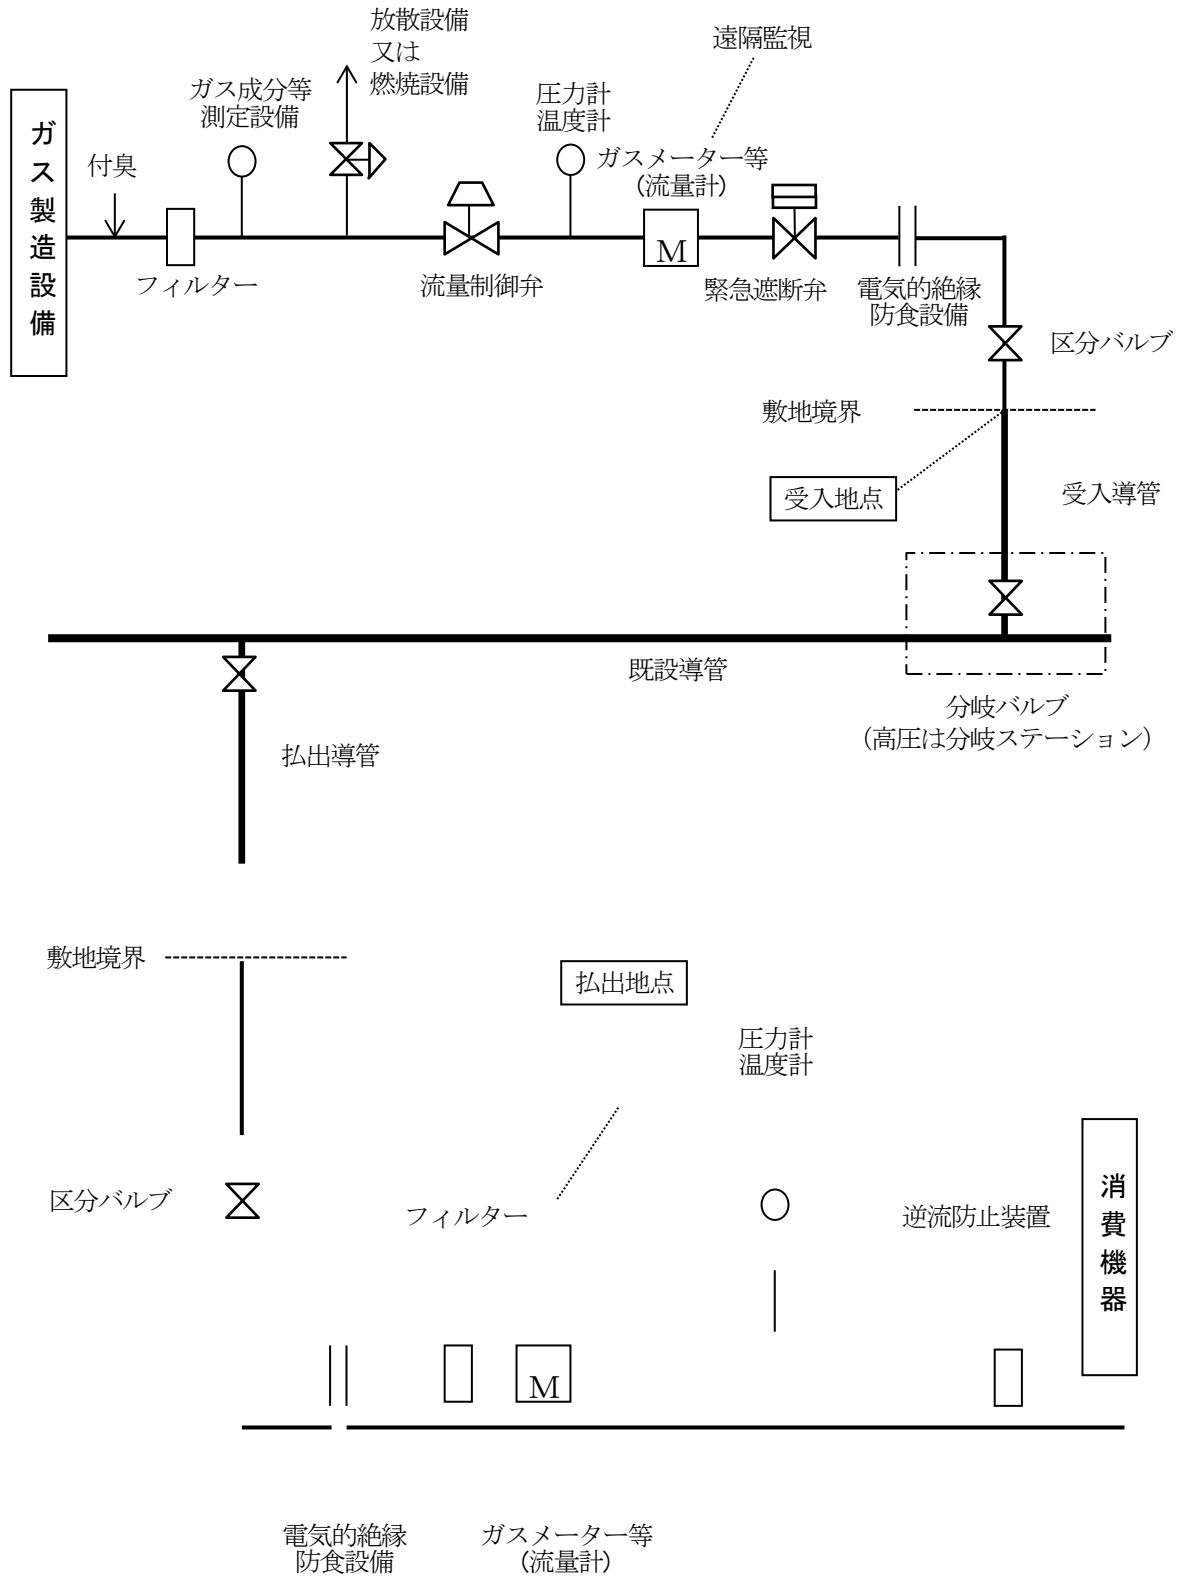 放散設備
又は
燃焼設備
遠隔監視
ガス成分等
測定設備
圧力計
温度計
ガス製造設備
付臭
ガスメーター等
（流量計）
M
フィルター
流量制御弁
緊急遮断弁
電気的絶縁
防食設備
区分バルブ
敷地境界
受入地点
受入導管
既設導管
分岐バルブ
（高圧は分岐ステーション）
払出導管
敷地境界
払出地点
圧力計
温度計
消費機器
区分バルブ
フィルター
逆流防止装置
M
電気的絶縁
防食設備
ガスメーター等
（流量計）